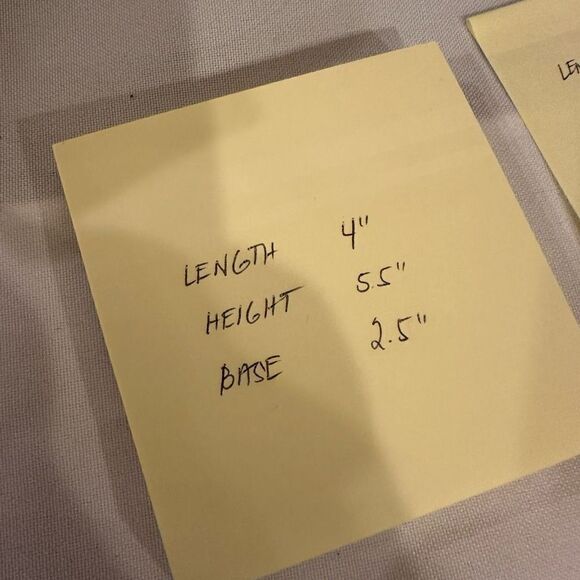 LENGTH 4"
HEIGHT 5.5"
BASE 2.5"